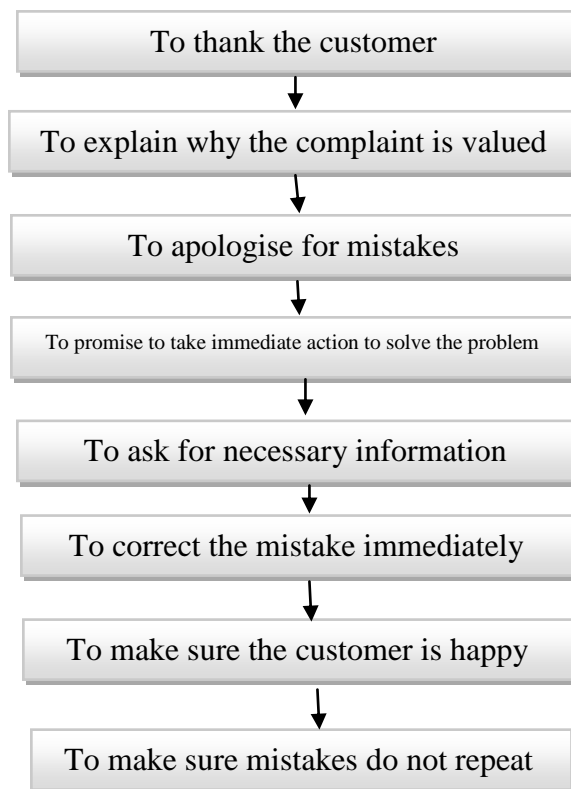 To thank the customer
To explain why the complaint is valued
To apologise for mistakes
To promise to take immediate action to solve the problem
To ask for necessary information
To correct the mistake immediately
To make sure the customer is happy
To make sure mistakes do not repeat